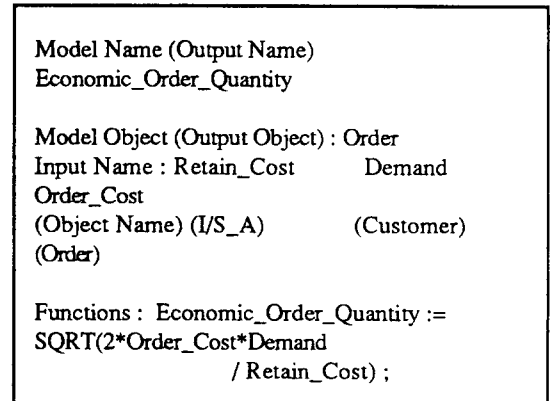 Model Name (Output Name)
Economic_Order_Quantity
Model Object (Output Object) : Order
Input Name : Retain_Cost Demand
Order_Cost
(Object Name) (I/S_A) (Customer)
(Order)
Functions : Economic_Order_Quantity :=
SQRT(2*Order_Cost*Demand
/ Retain_Cost) ;